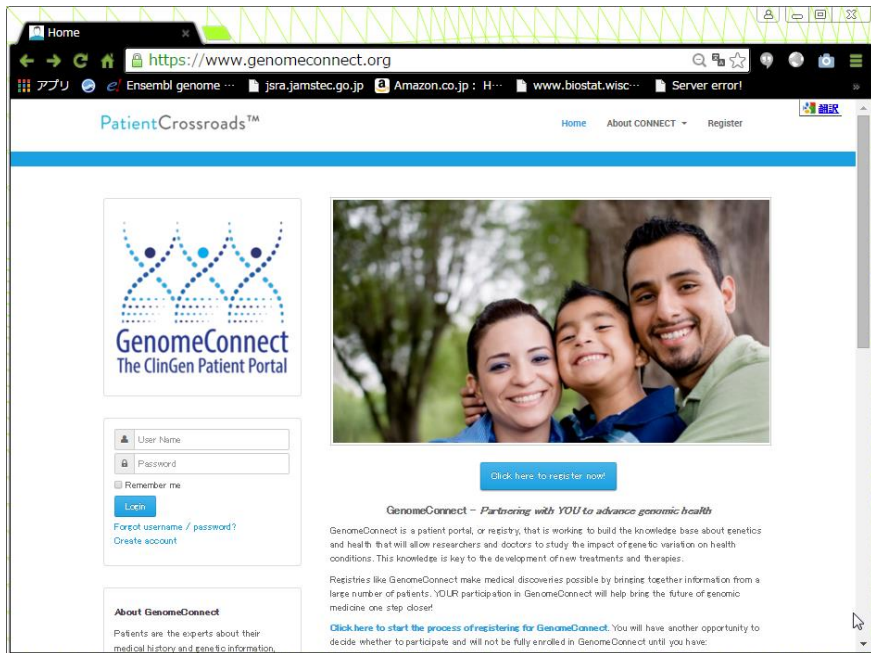 Home
https://www.genomeconnect.org
アプリ Ensembl genome … jsra.jamstec.go.jp Amazon.co.jp: H… www.biostat.wisc… Server error!
翻訳
PatientCrossroads™
Home About CONNECT Register
GenomeConnect
The ClinGen Patient Portal
User Name
Password
Remember me
Login
Forgot username / password?
Create account
About GenomeConnect
Patients are the experts about their
medical history and genetic information,
Click here to register now!
GenomeConnect – Partnering with YOU to advance genomic health
GenomeConnect is a patient portal, or registry, that is working to build the knowledge base about genetics
and health that will allow researchers and doctors to study the impact of genetic variation on health
conditions. This knowledge is key to the development of new treatments and therapies.
Registries like GenomeConnect make medical discoveries possible by bringing together information from a
large number of patients. YOUR participation in GenomeConnect will help bring the future of genomic
medicine one step closer!
Click here to start the process of registering for GenomeConnect. You will have another opportunity to
decide whether to participate and will not be fully enrolled in GenomeConnect until you have: